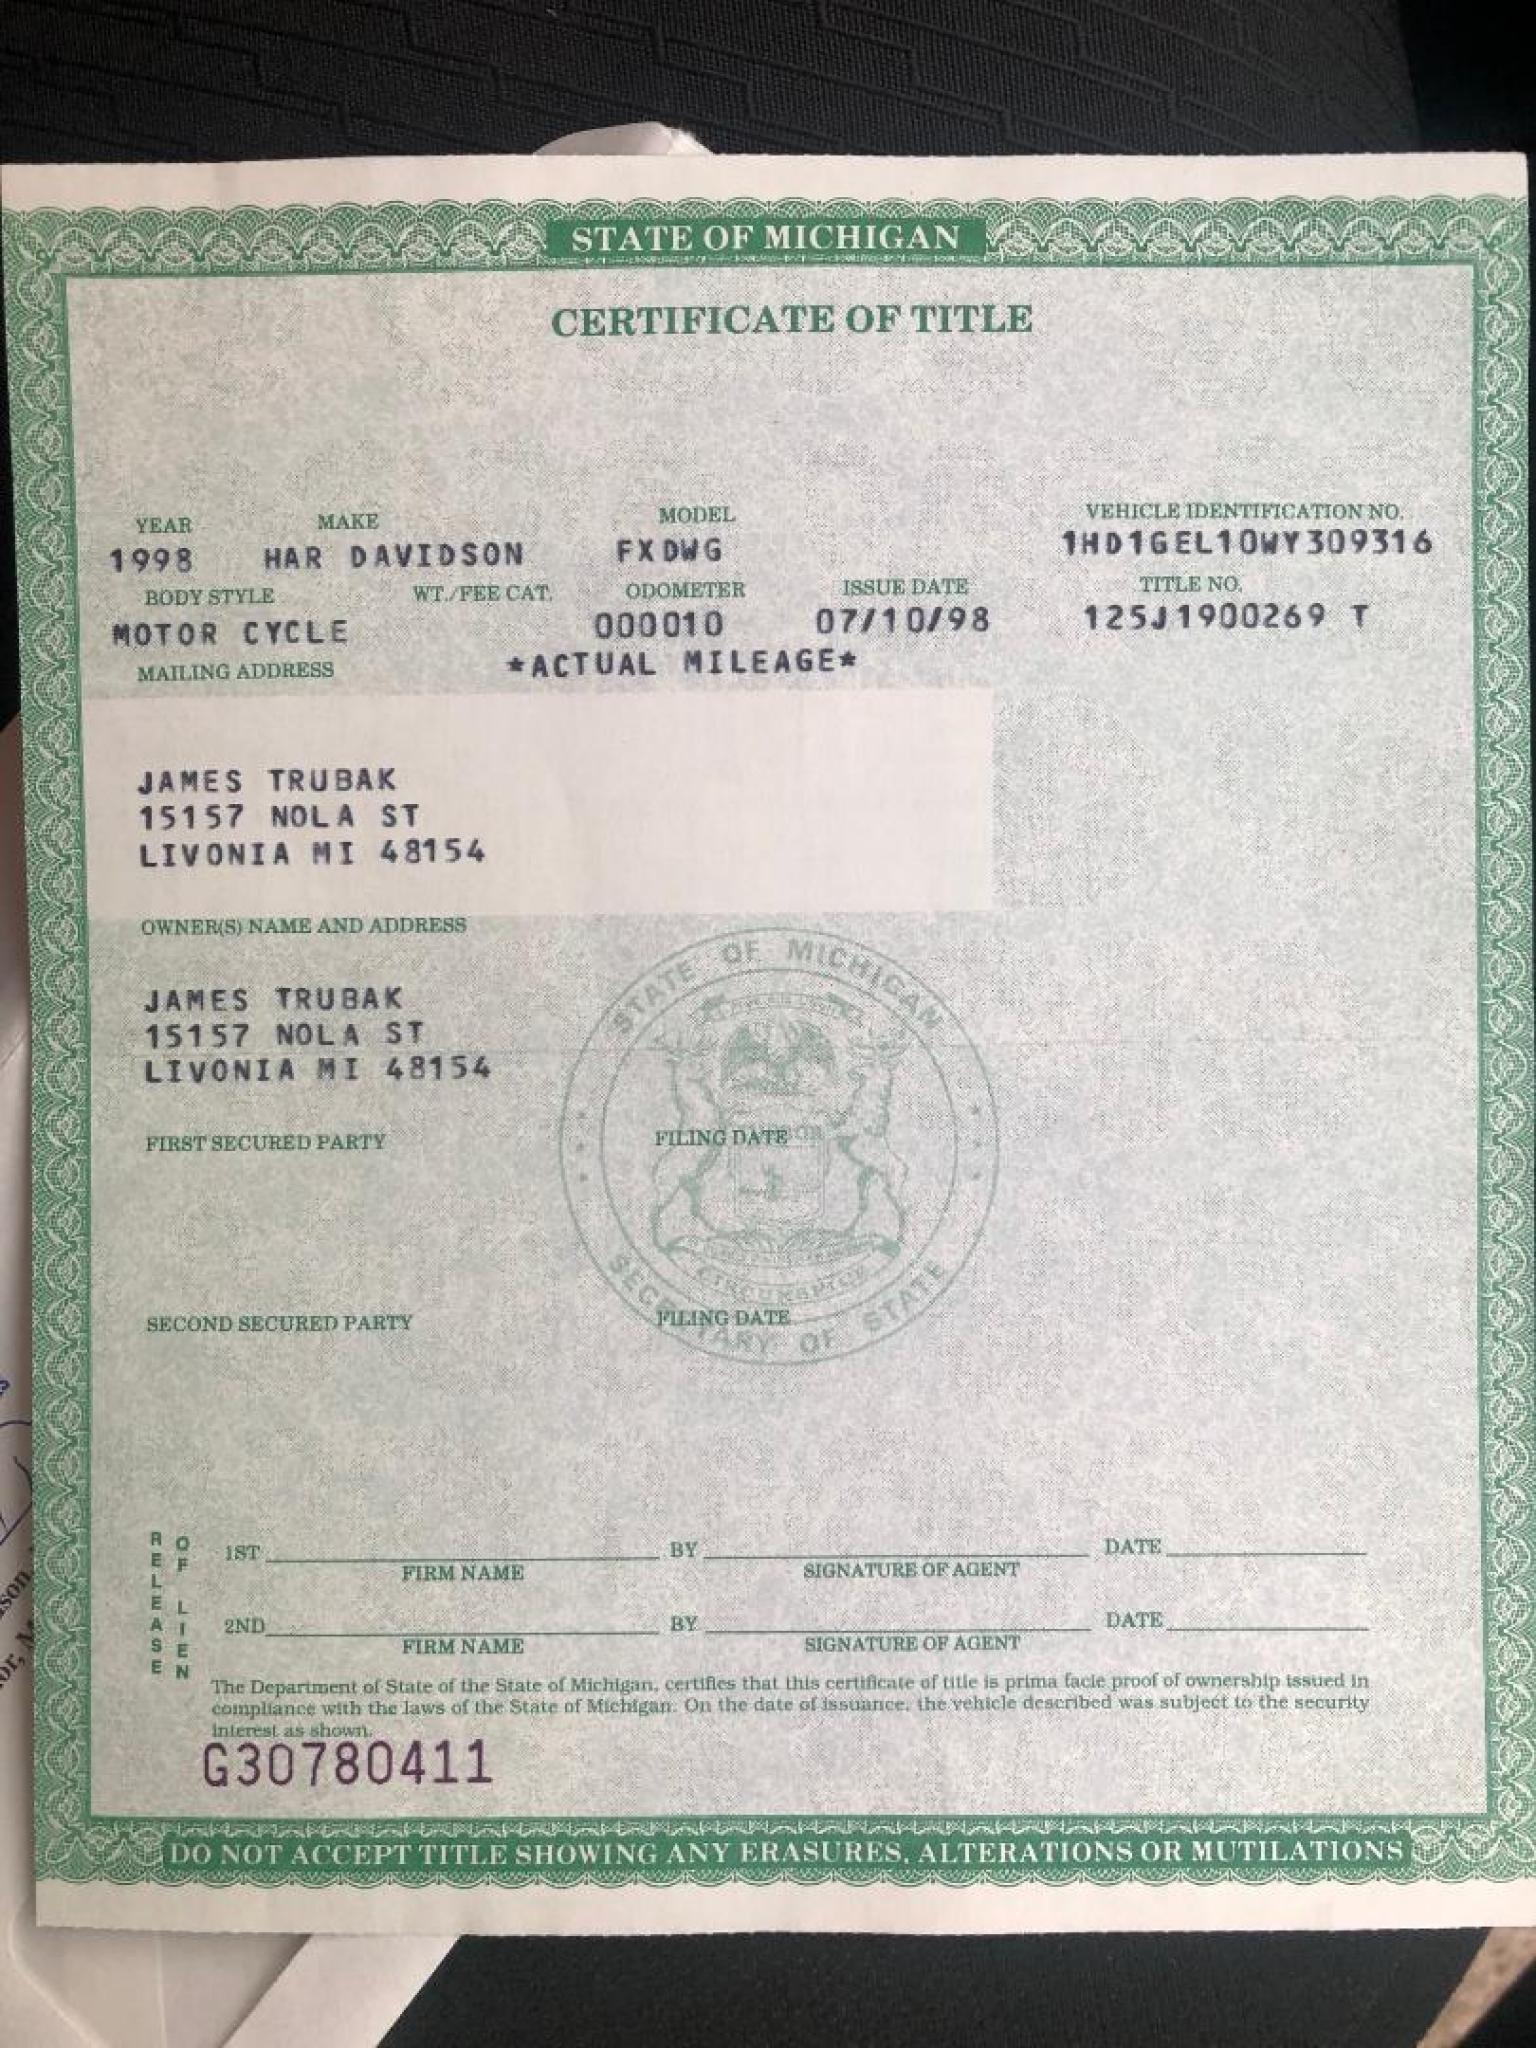 STATE OF MICHIGAN
CERTIFICATE OF TITLE
YEAR MAKE MODEL VEHICLE IDENTIFICATION NO.
1998 HAR DAVIDSON FXDWG 1HD1GEL10WY309316
BODY STYLE WT./FEE CAT. ODOMETER ISSUE DATE TITLE NO.
MOTOR CYCLE 000010 07/10/98 125J1900269 T
MAILING ADDRESS *ACTUAL MILEAGE*
JAMES TRUBAK
15157 NOLA ST
LIVONIA MI 48154
OWNER(S) NAME AND ADDRESS
JAMES TRUBAK
15157 NOLA ST
LIVONIA MI 48154
STATE OF MICHIGAN
CIRCUMSPICE
SECRETARY OF STATE
FIRST SECURED PARTY FILING DATE
SECOND SECURED PARTY FILING DATE
RELEASE OF LIEN
1ST BY DATE
FIRM NAME SIGNATURE OF AGENT
2ND BY DATE
FIRM NAME SIGNATURE OF AGENT
The Department of State of the State of Michigan, certifies that this certificate of title is prima facie proof of ownership issued in
compliance with the laws of the State of Michigan. On the date of issuance, the vehicle described was subject to the security
interest as shown.
G30780411
DO NOT ACCEPT TITLE SHOWING ANY ERASURES, ALTERATIONS OR MUTILATIONS